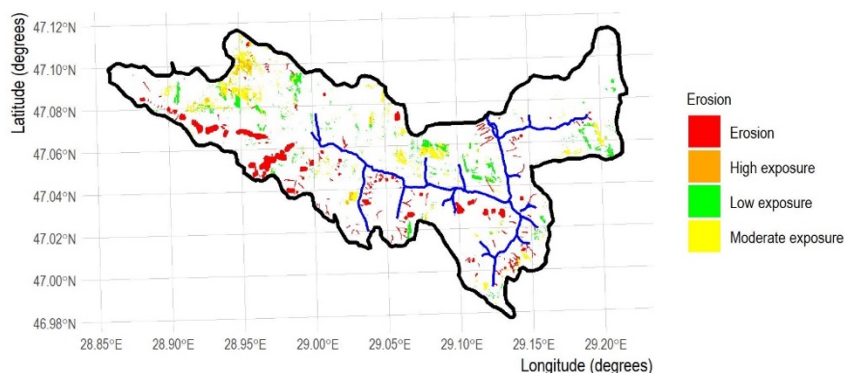 Latitude (degrees)
47.12°N
47.10°N
47.08°N
47.06°N
47.04°N
47.02°N
47.00°N
46.98°N
28.85°E 28.90°E 28.95°E 29.00°E 29.05°E 29.10°E 29.15°E 29.20°E
Longitude (degrees)
Erosion
Erosion
High exposure
Low exposure
Moderate exposure